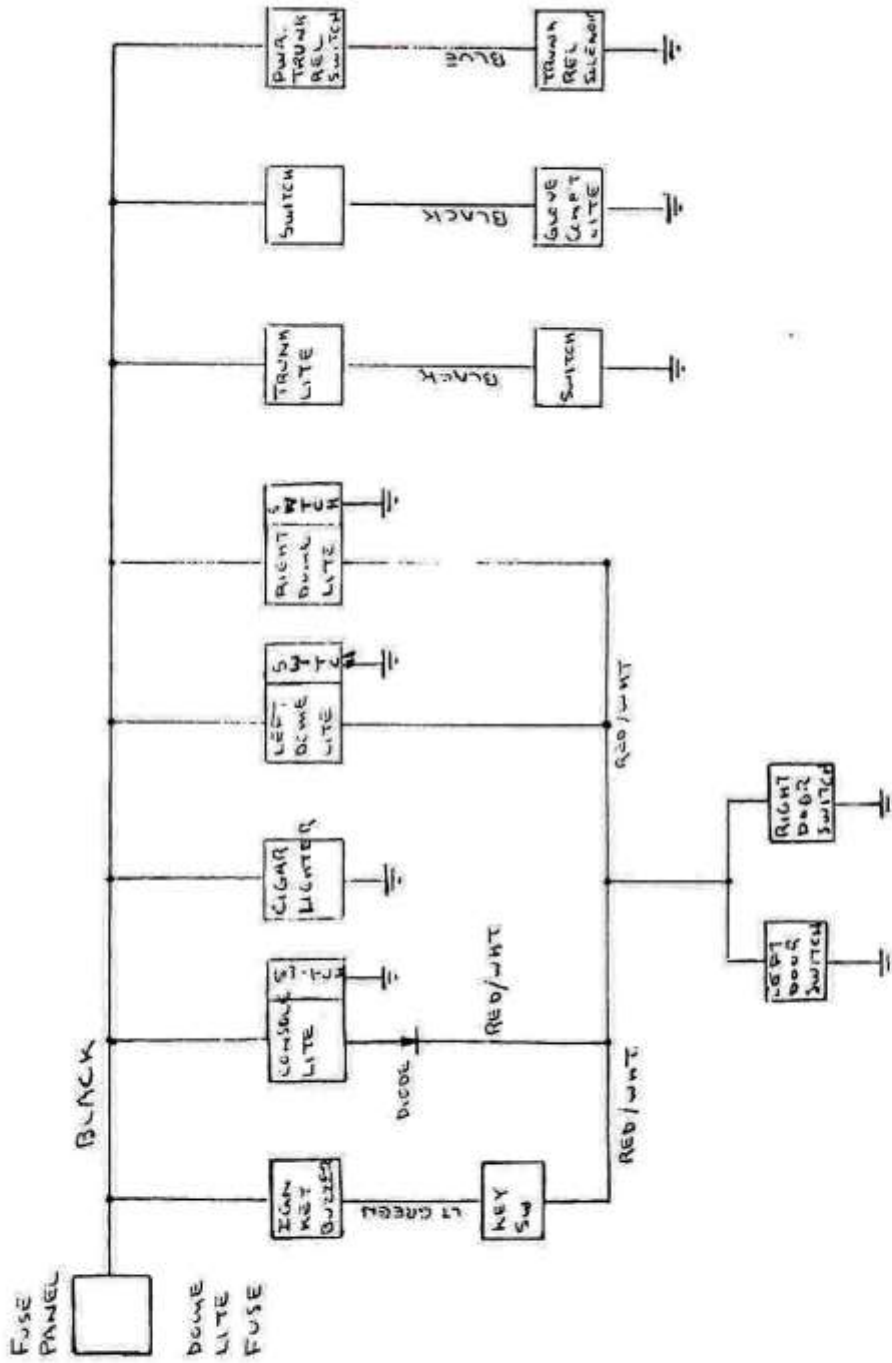 FUSE
PANEL
DOME
LITE
FUSE
BLACK
IGN
KEY
BUZZER
LT GREEN
KEY
SW
RED/WHT
CONSOLE
LITE
DIODE
RED/WHT
CIGAR
LIGHTER
LEFT
DOME
LITE
RIGHT
DOME
LITE
SWTCH
RED/WHT
LEFT
DOOR
SWITCH
RIGHT
DOOR
SWITCH
TRUNK
LITE
BLACK
SWITCH
SWITCH
BLACK
GLOVE
COMP'T
LITE
PWR.
TRUNK
REL
SWITCH
BLUE
TRUNK
REL